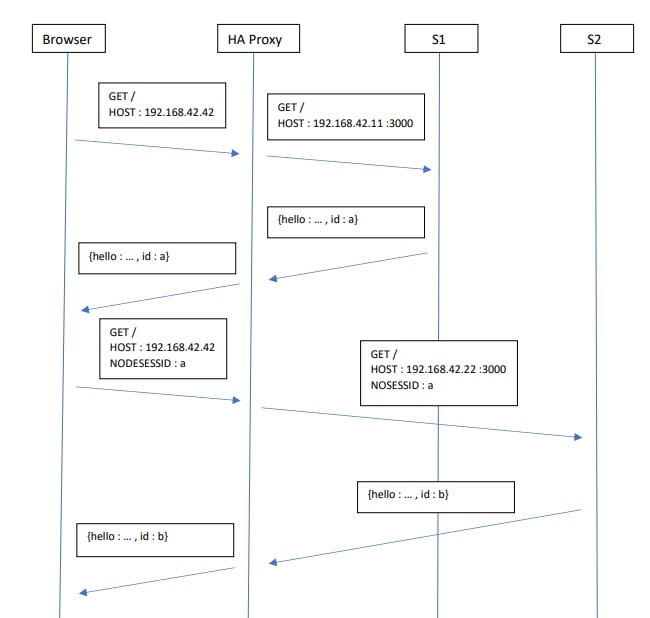 Browser
HA Proxy
S1
S2
GET /
HOST : 192.168.42.42
GET /
HOST : 192.168.42.11 :3000
{hello : … , id : a}
{hello : … , id : a}
GET /
HOST : 192.168.42.42
NODESESSID : a
GET /
HOST : 192.168.42.22 :3000
NOSESSID : a
{hello : … , id : b}
{hello : … , id : b}